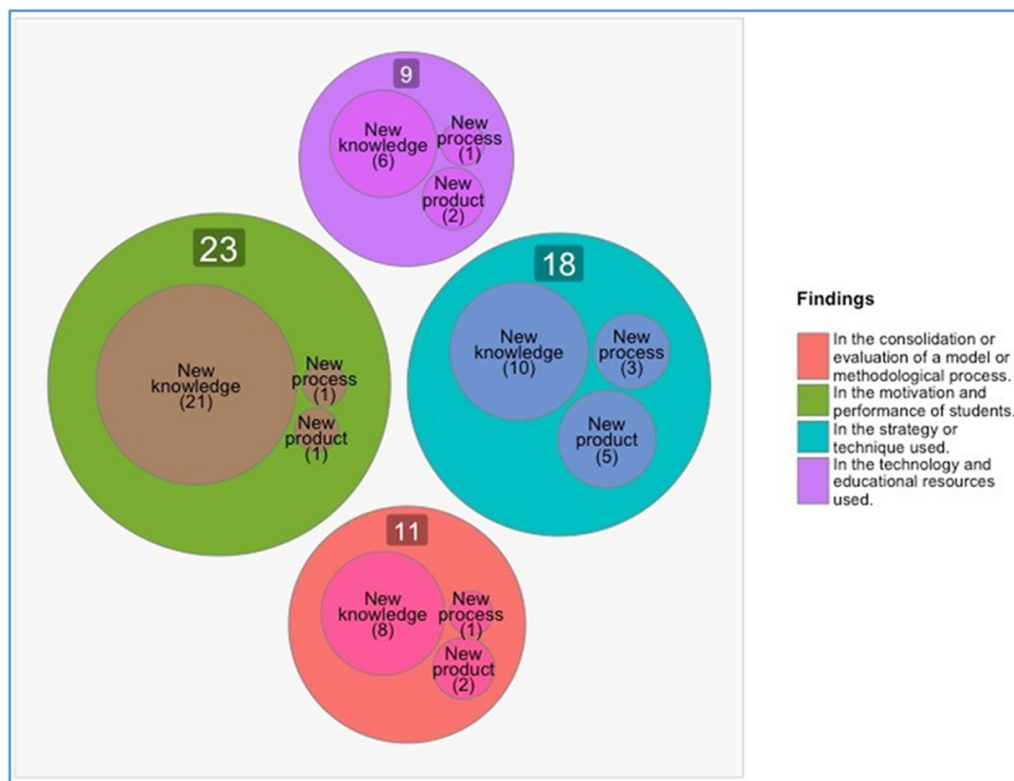 9
New
knowledge
(6)
New
process
(1)
New
product
(2)
23
New
knowledge
(21)
New
process
(1)
New
product
(1)
18
New
knowledge
(10)
New
process
(3)
New
product
(5)
11
New
knowledge
(8)
New
process
(1)
New
product
(2)
Findings
In the consolidation or
evaluation of a model or
methodological process.
In the motivation and
performance of students.
In the strategy or
technique used.
In the technology and
educational resources
used.